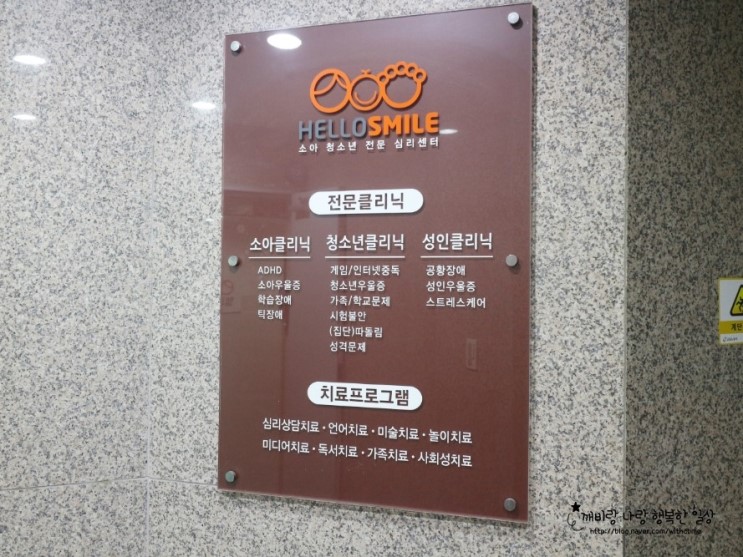 HELLOSMILE
소아 청소년 전문 심리센터
전문클리닉
소아클리닉
ADHD
소아우울증
학습장애
틱장애
청소년클리닉
게임/인터넷중독
청소년우울증
가족/학교문제
시험불안
(집단)따돌림
성격문제
성인클리닉
공황장애
성인우울증
스트레스케어
치료프로그램
심리상담치료·언어치료·미술치료·놀이치료
미디어치료·독서치료·가족치료·사회성치료
깨비랑 나랑 행복한 일상